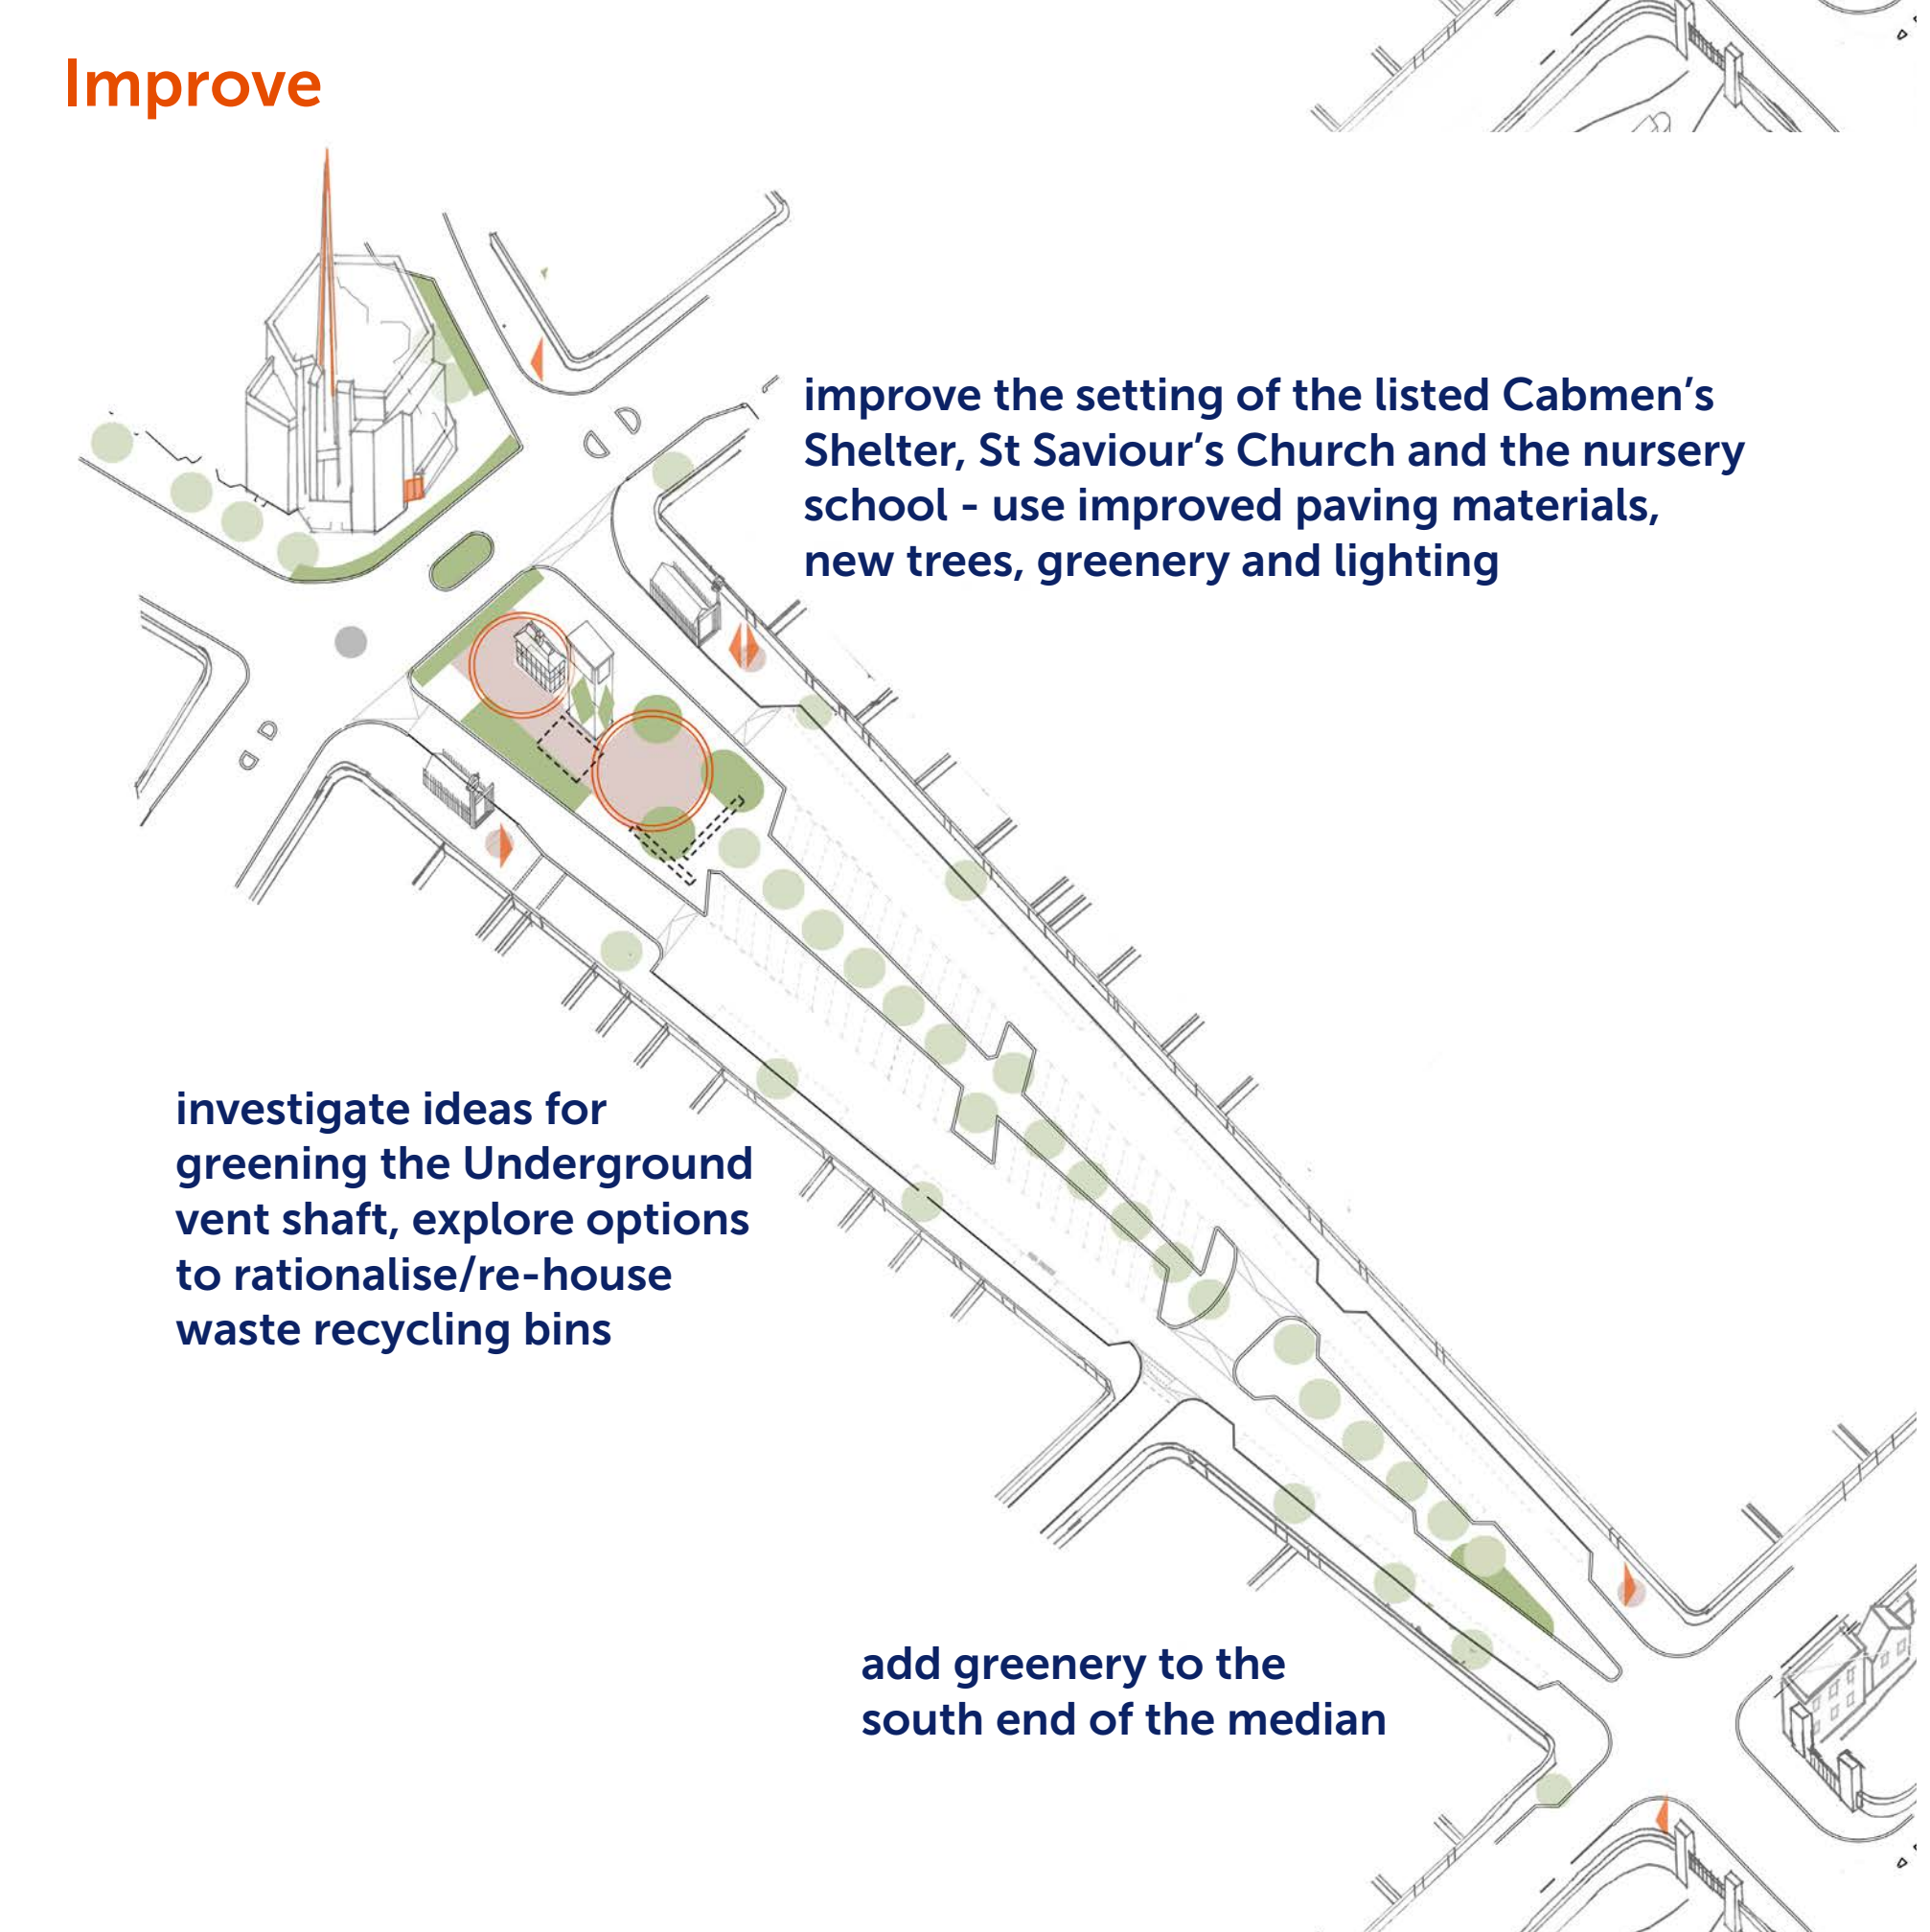 Improve
improve the setting of the listed Cabmen’s
Shelter, St Saviour’s Church and the nursery
school - use improved paving materials,
new trees, greenery and lighting
investigate ideas for
greening the Underground
vent shaft, explore options
to rationalise/re-house
waste recycling bins
add greenery to the
south end of the median